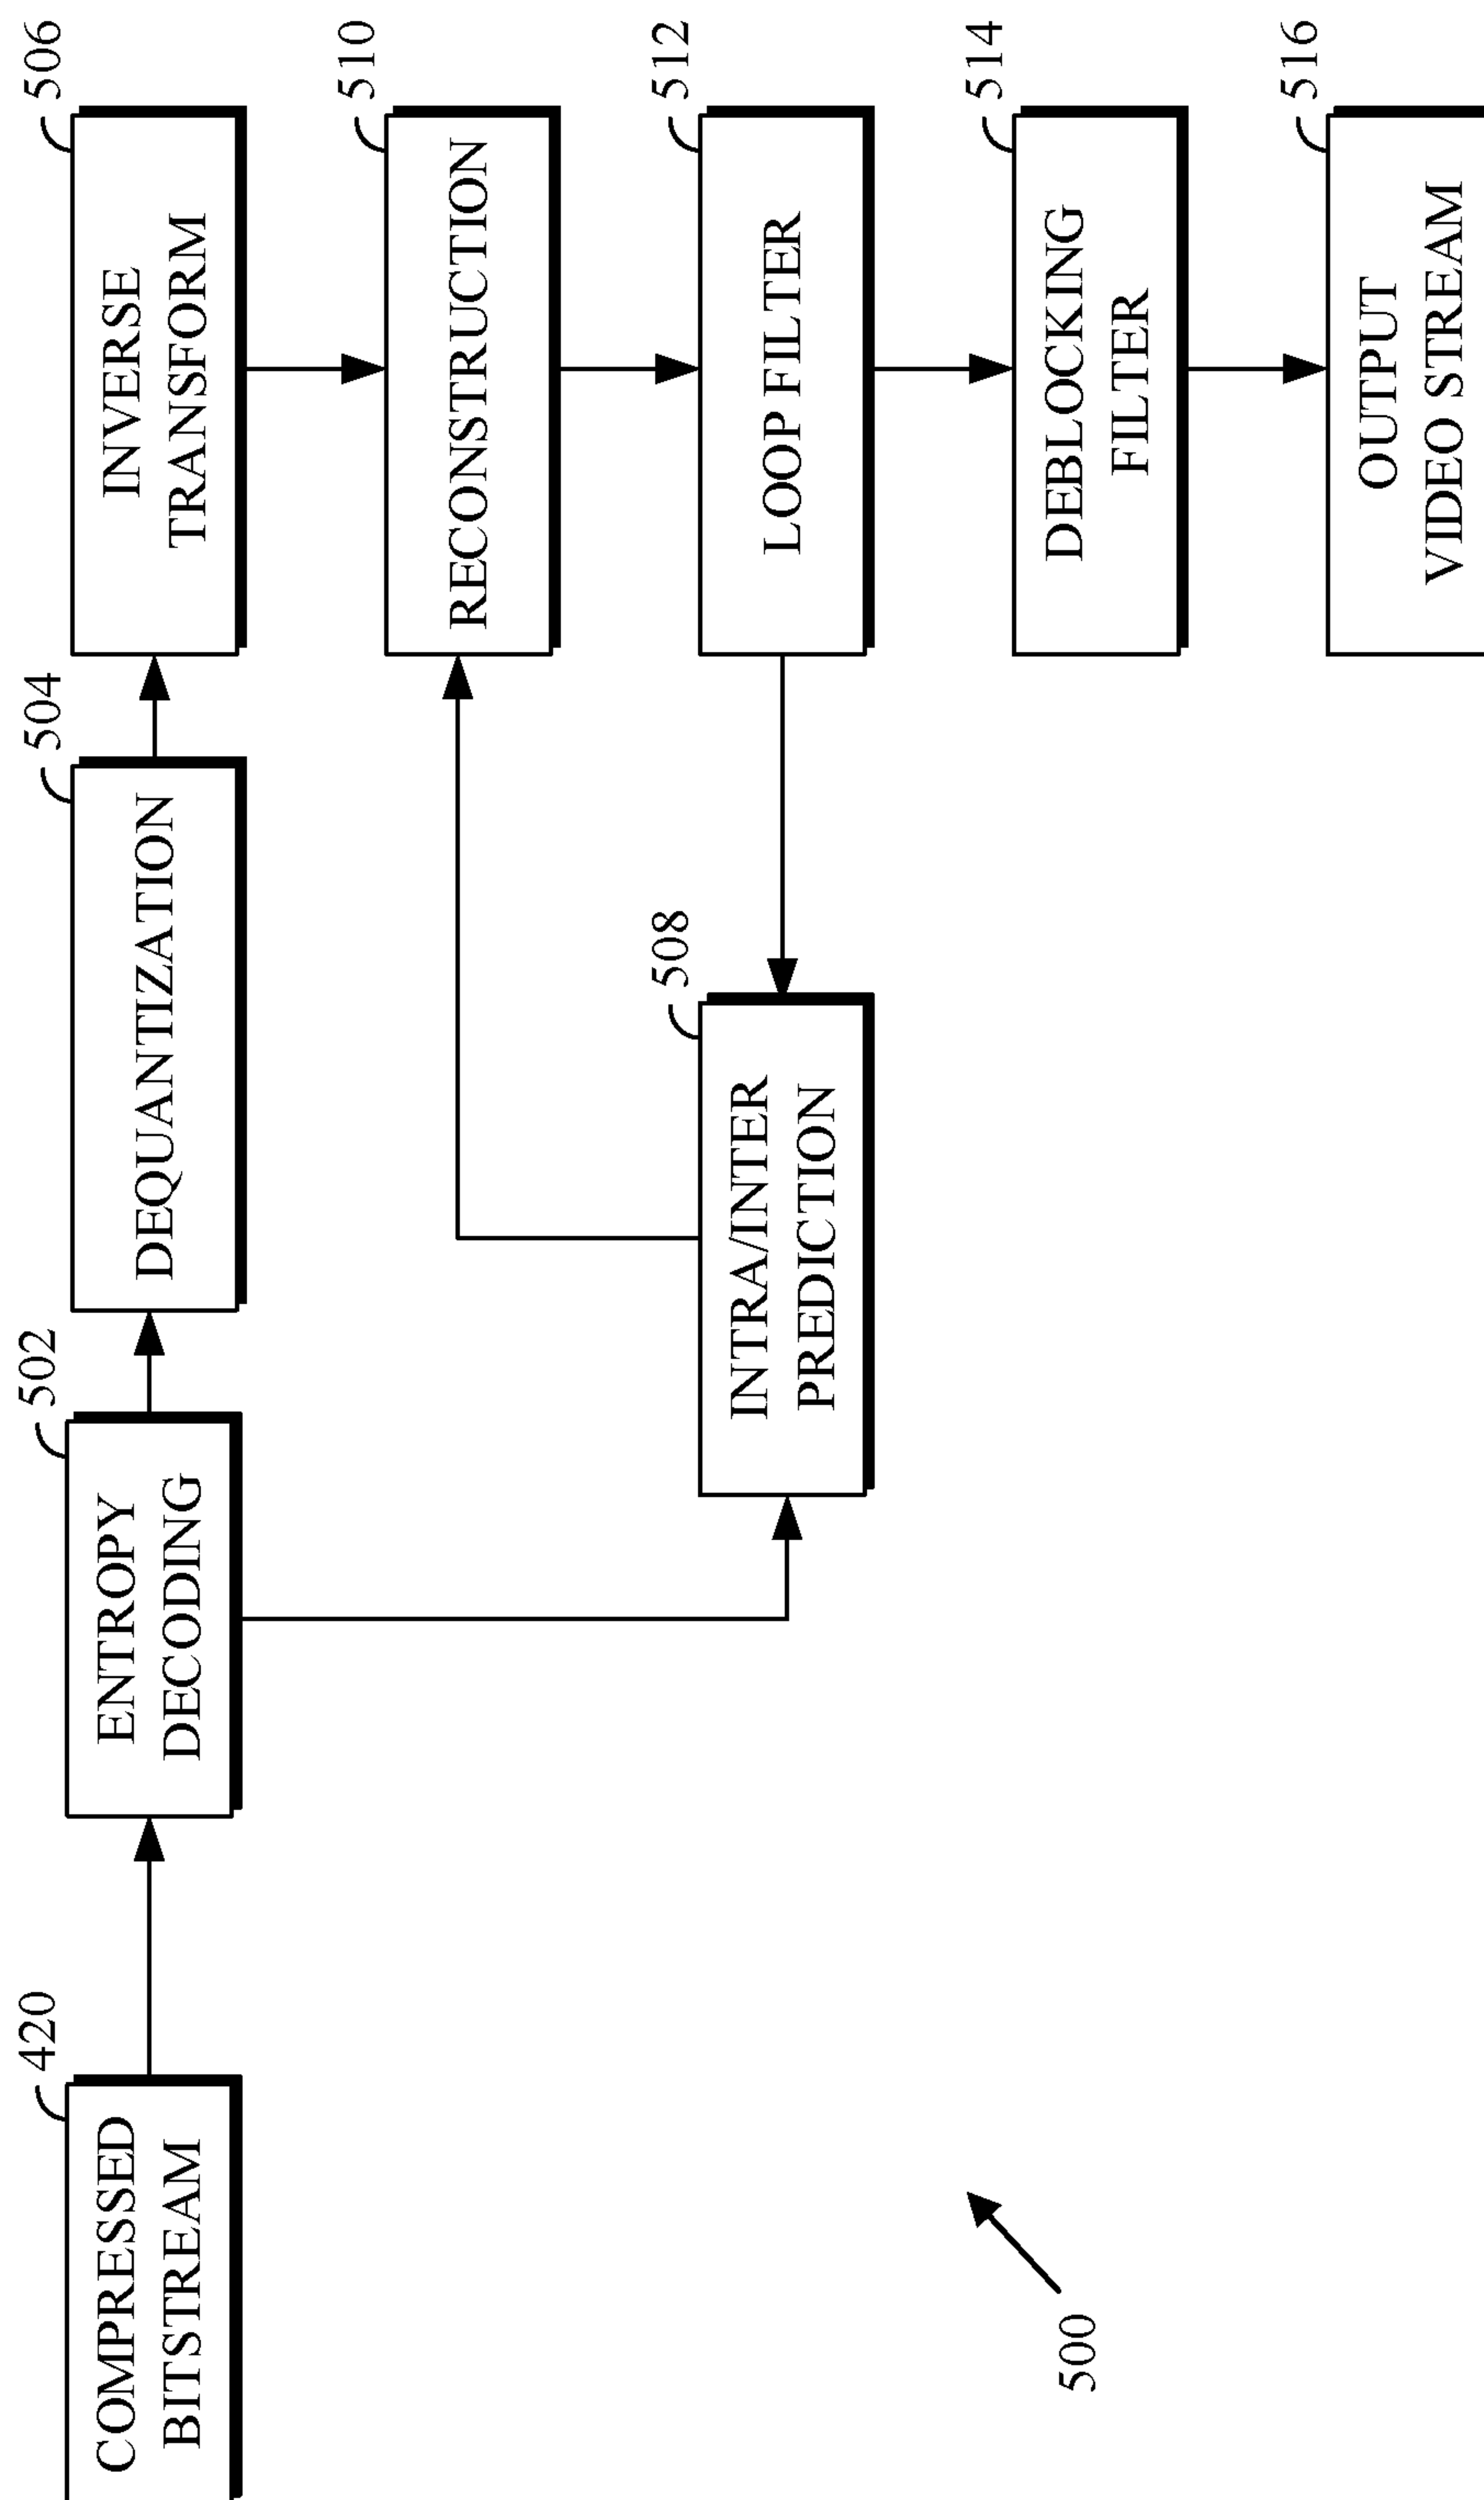 420
COMPRESSED
BITSTREAM
502
ENTROPY
DECODING
504
DEQUANTIZATION
506
INVERSE
TRANSFORM
510
RECONSTRUCTION
508
INTRA/INTER
PREDICTION
512
LOOP FILTER
514
DEBLOCKING
FILTER
516
OUTPUT
VIDEO STREAM
500